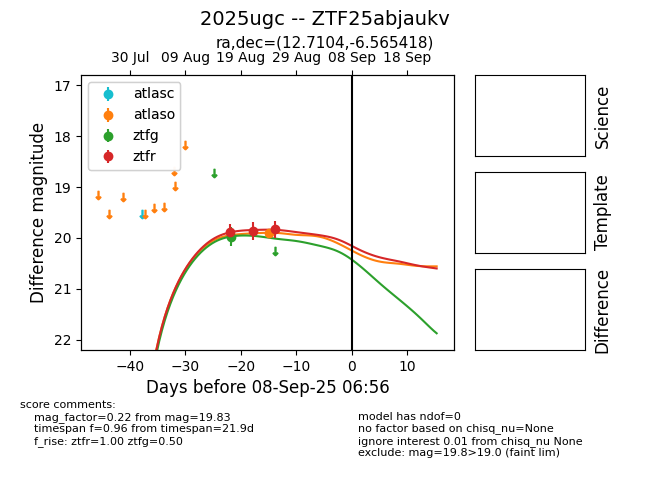 2025ugc -- ZTF25abjaukv
ra,dec=(12.7104,-6.565418)
30 Jul 09 Aug 19 Aug 29 Aug 08 Sep 18 Sep
17
18
19
20
21
22
Difference magnitude
atlasc
atlaso
ztfg
ztfr
−40 −30 −20 −10 0 10
Days before 08-Sep-25 06:56
Science
Template
Difference
score comments:
mag_factor=0.22 from mag=19.83
timespan f=0.96 from timespan=21.9d
f_rise: ztfr=1.00 ztfg=0.50
model has ndof=0
no factor based on chisq_nu=None
ignore interest 0.01 from chisq_nu None
exclude: mag=19.8>19.0 (faint lim)